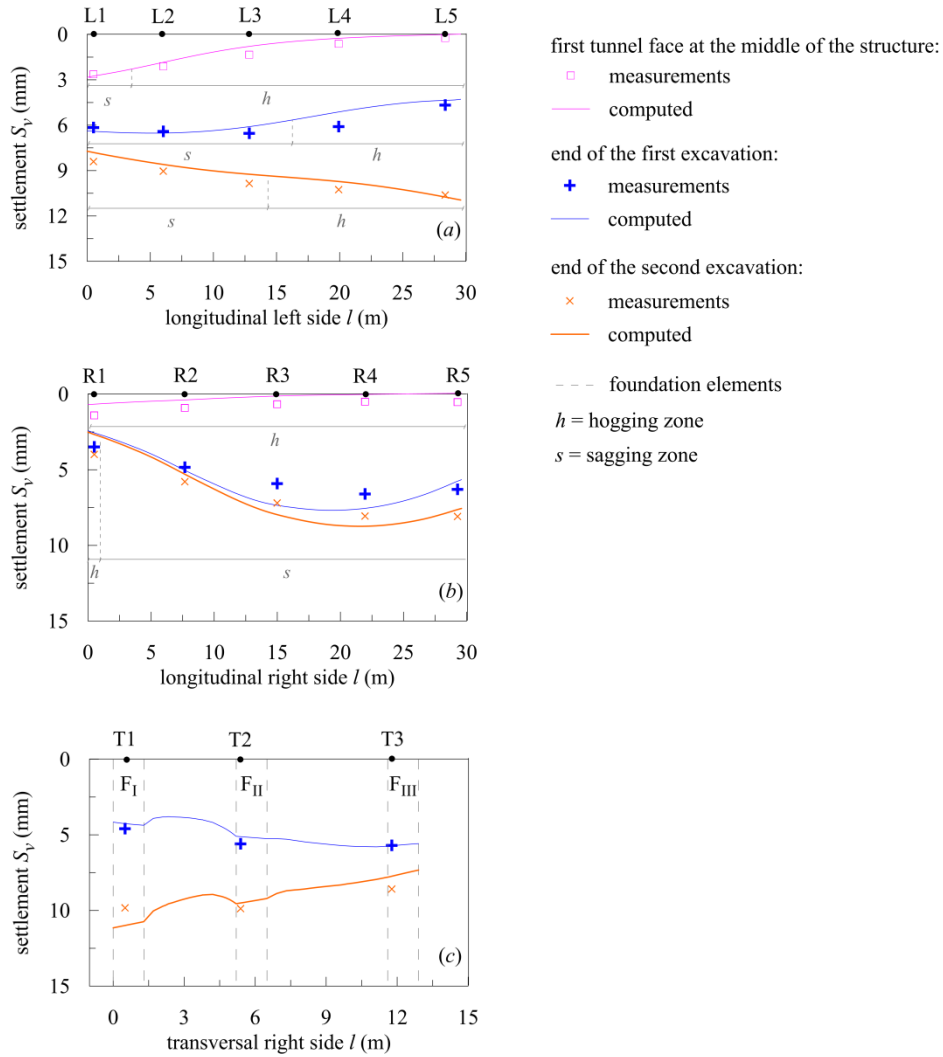 L1 L2 L3 L4 L5
0
3
6
9
12
15
settlement Sᵥ (mm)
s h
s h
s h
(a)
0 5 10 15 20 25 30
longitudinal left side l (m)
R1 R2 R3 R4 R5
0
5
10
15
settlement Sᵥ (mm)
h
h s
(b)
0 5 10 15 20 25 30
longitudinal right side l (m)
T1 T2 T3
0
5
10
15
settlement Sᵥ (mm)
F_I F_II F_III
(c)
0 3 6 9 12 15
transversal right side l (m)
first tunnel face at the middle of the structure:
measurements
computed
end of the first excavation:
measurements
computed
end of the second excavation:
measurements
computed
foundation elements
h = hogging zone
s = sagging zone